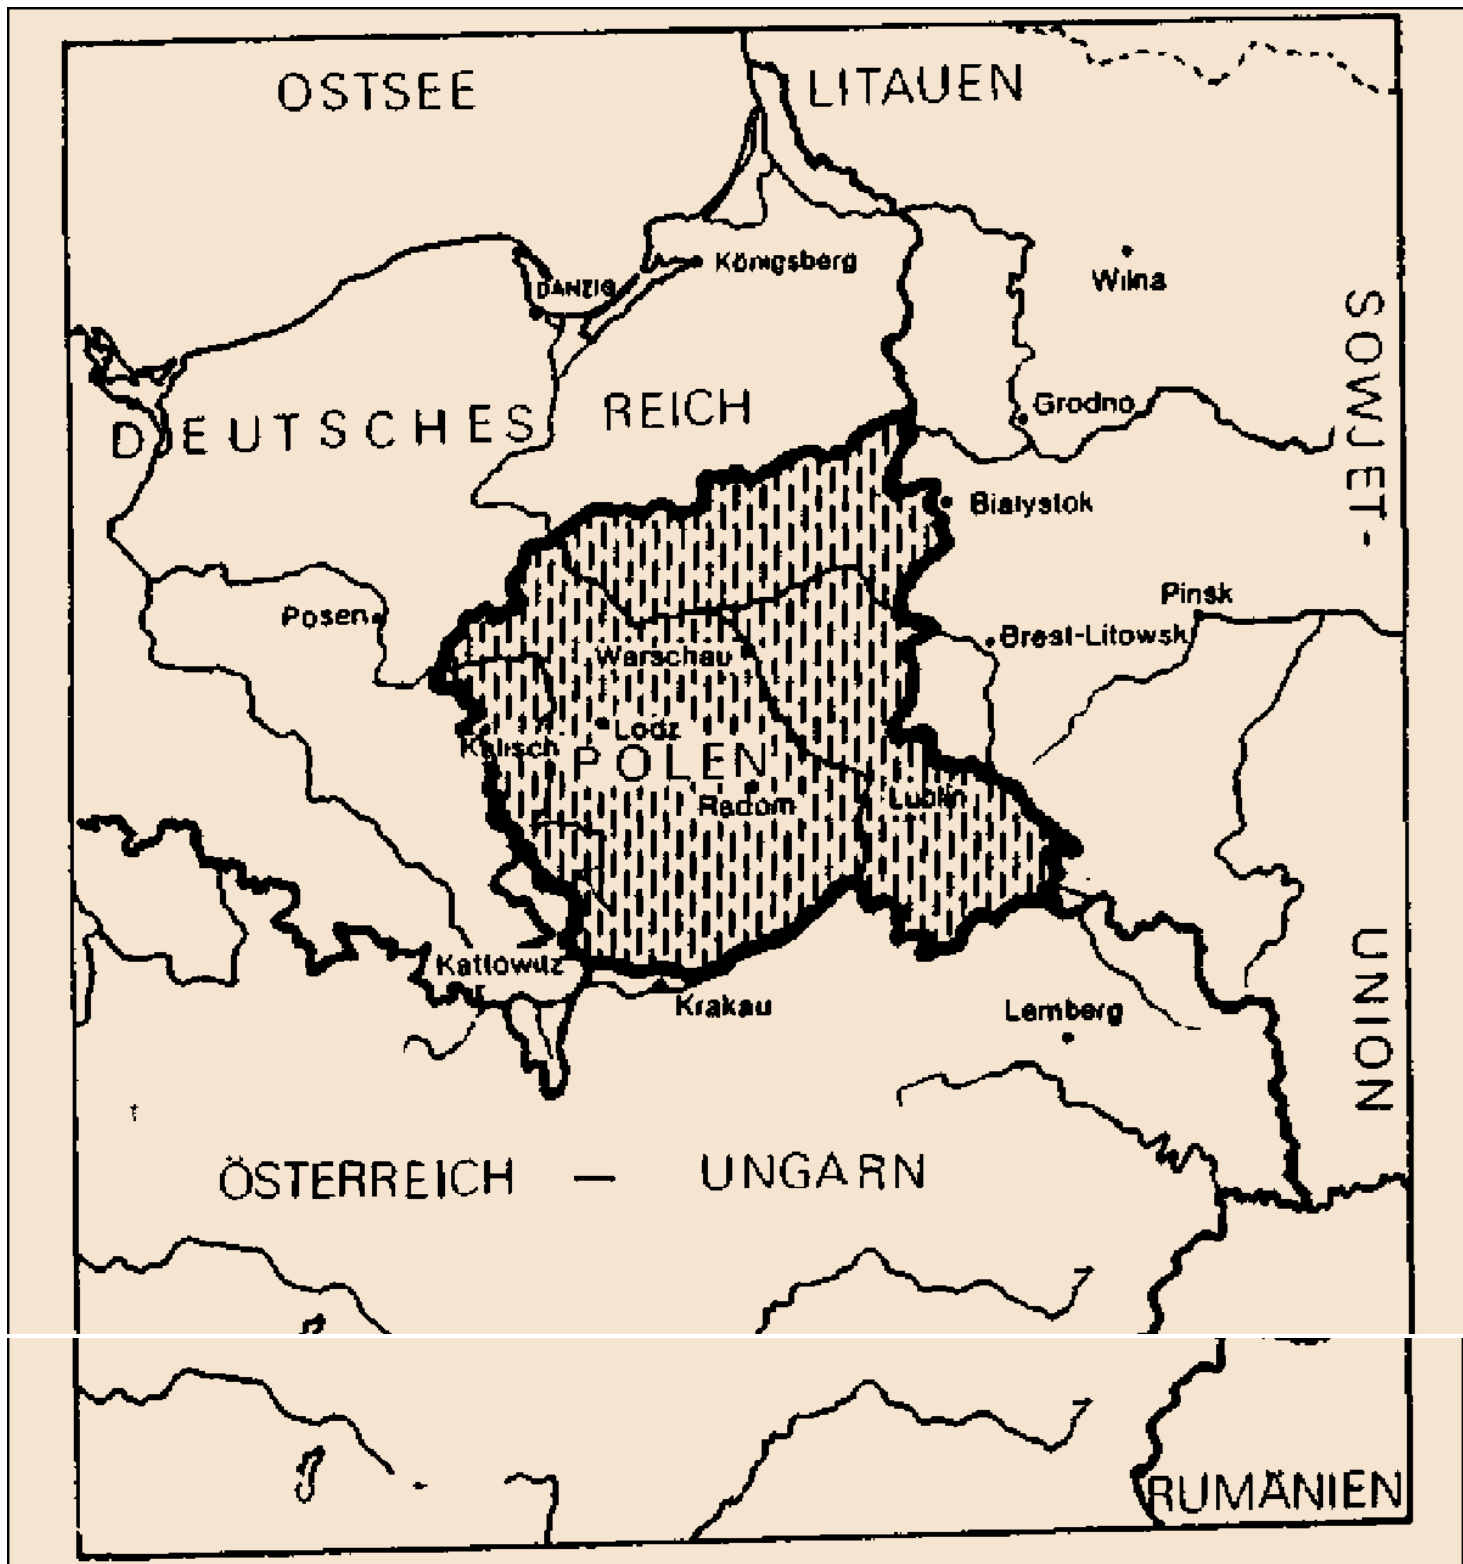 OSTSEE
LITAUEN
Königsberg
DANZIG
Wilna
SOWJET-
DEUTSCHES
REICH
Grodno
Bialystok
Posen
Pinsk
Brest-Litowsk
Warschau
Lodz
Kalisch
POLEN
Radom
Lublin
Kattowitz
Krakau
Lemberg
UNION
ÖSTERREICH — UNGARN
RUMÄNIEN